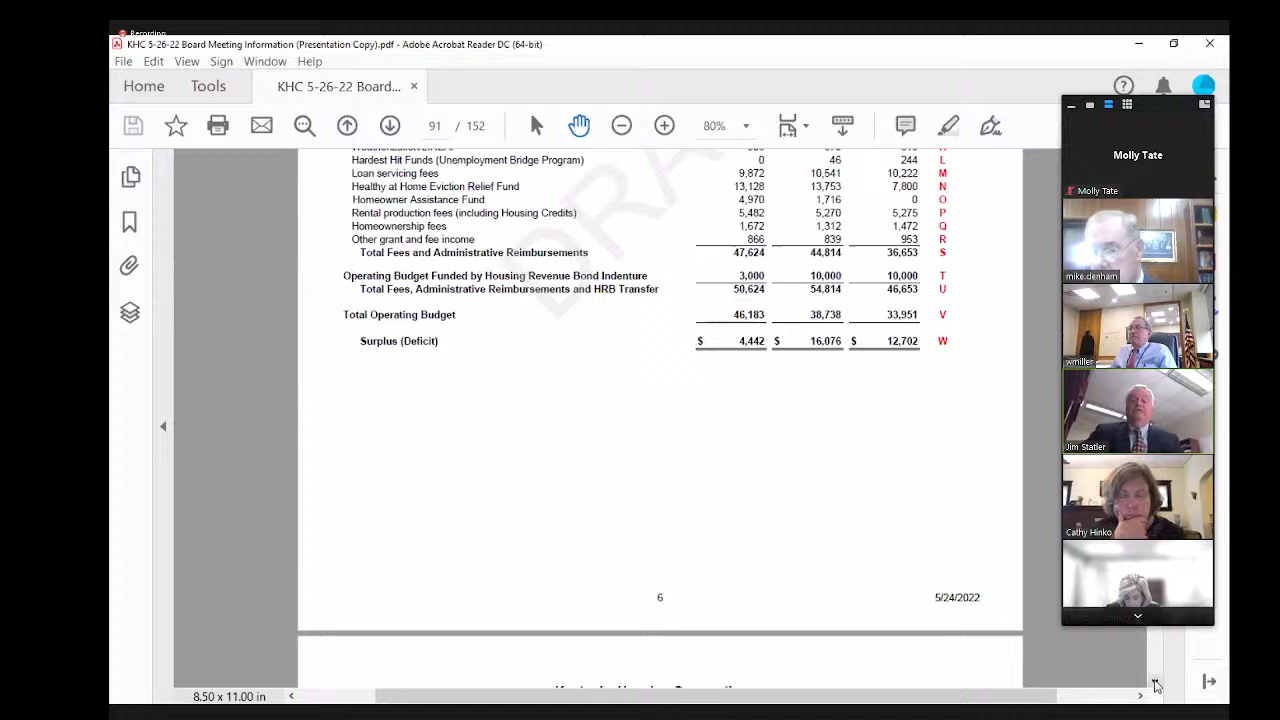 Recording
KHC 5-26-22 Board Meeting Information (Presentation Copy).pdf - Adobe Acrobat Reader DC (64-bit)
File Edit View Sign Window Help
Home Tools KHC 5-26-22 Board... ×
91 / 152 80%
Hardest Hit Funds (Unemployment Bridge Program) 0 46 244 L
Loan servicing fees 9,872 10,541 10,222 M
Healthy at Home Eviction Relief Fund 13,128 13,753 7,800 N
Homeowner Assistance Fund 4,970 1,716 0 O
Rental production fees (including Housing Credits) 5,482 5,270 5,275 P
Homeownership fees 1,672 1,312 1,472 Q
Other grant and fee income 866 839 953 R
Total Fees and Administrative Reimbursements 47,624 44,814 36,653 S
Operating Budget Funded by Housing Revenue Bond Indenture 3,000 10,000 10,000 T
Total Fees, Administrative Reimbursements and HRB Transfer 50,624 54,814 46,653 U
Total Operating Budget 46,183 38,738 33,951 V
Surplus (Deficit) $ 4,442 $ 16,076 $ 12,702 W
6 5/24/2022
8.50 x 11.00 in
DRA
Molly Tate
Molly Tate
mike.denham
wmiller
Jim Statler
Cathy Hinko